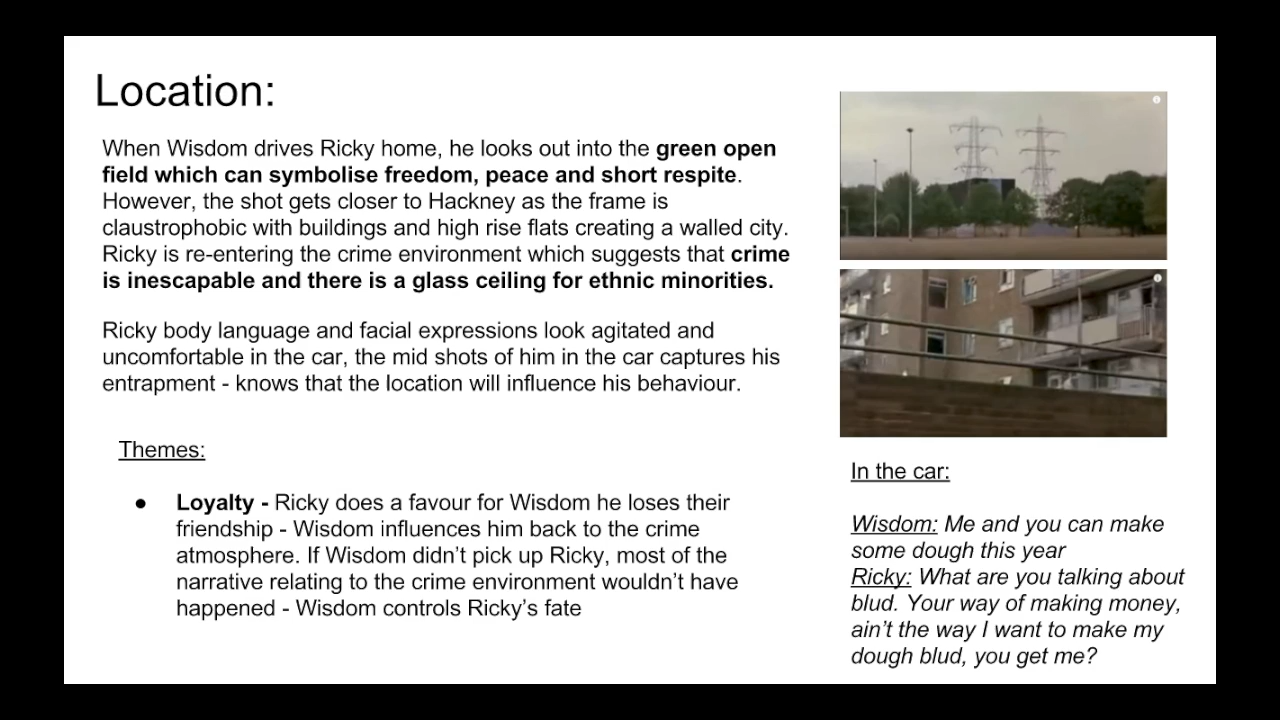 Location:
When Wisdom drives Ricky home, he looks out into the green open
field which can symbolise freedom, peace and short respite.
However, the shot gets closer to Hackney as the frame is
claustrophobic with buildings and high rise flats creating a walled city.
Ricky is re-entering the crime environment which suggests that crime
is inescapable and there is a glass ceiling for ethnic minorities.
Ricky body language and facial expressions look agitated and
uncomfortable in the car, the mid shots of him in the car captures his
entrapment - knows that the location will influence his behaviour.
Themes:
● Loyalty - Ricky does a favour for Wisdom he loses their
friendship - Wisdom influences him back to the crime
atmosphere. If Wisdom didn't pick up Ricky, most of the
narrative relating to the crime environment wouldn't have
happened - Wisdom controls Ricky's fate
In the car:
Wisdom: Me and you can make
some dough this year
Ricky: What are you talking about
blud. Your way of making money,
ain't the way I want to make my
dough blud, you get me?